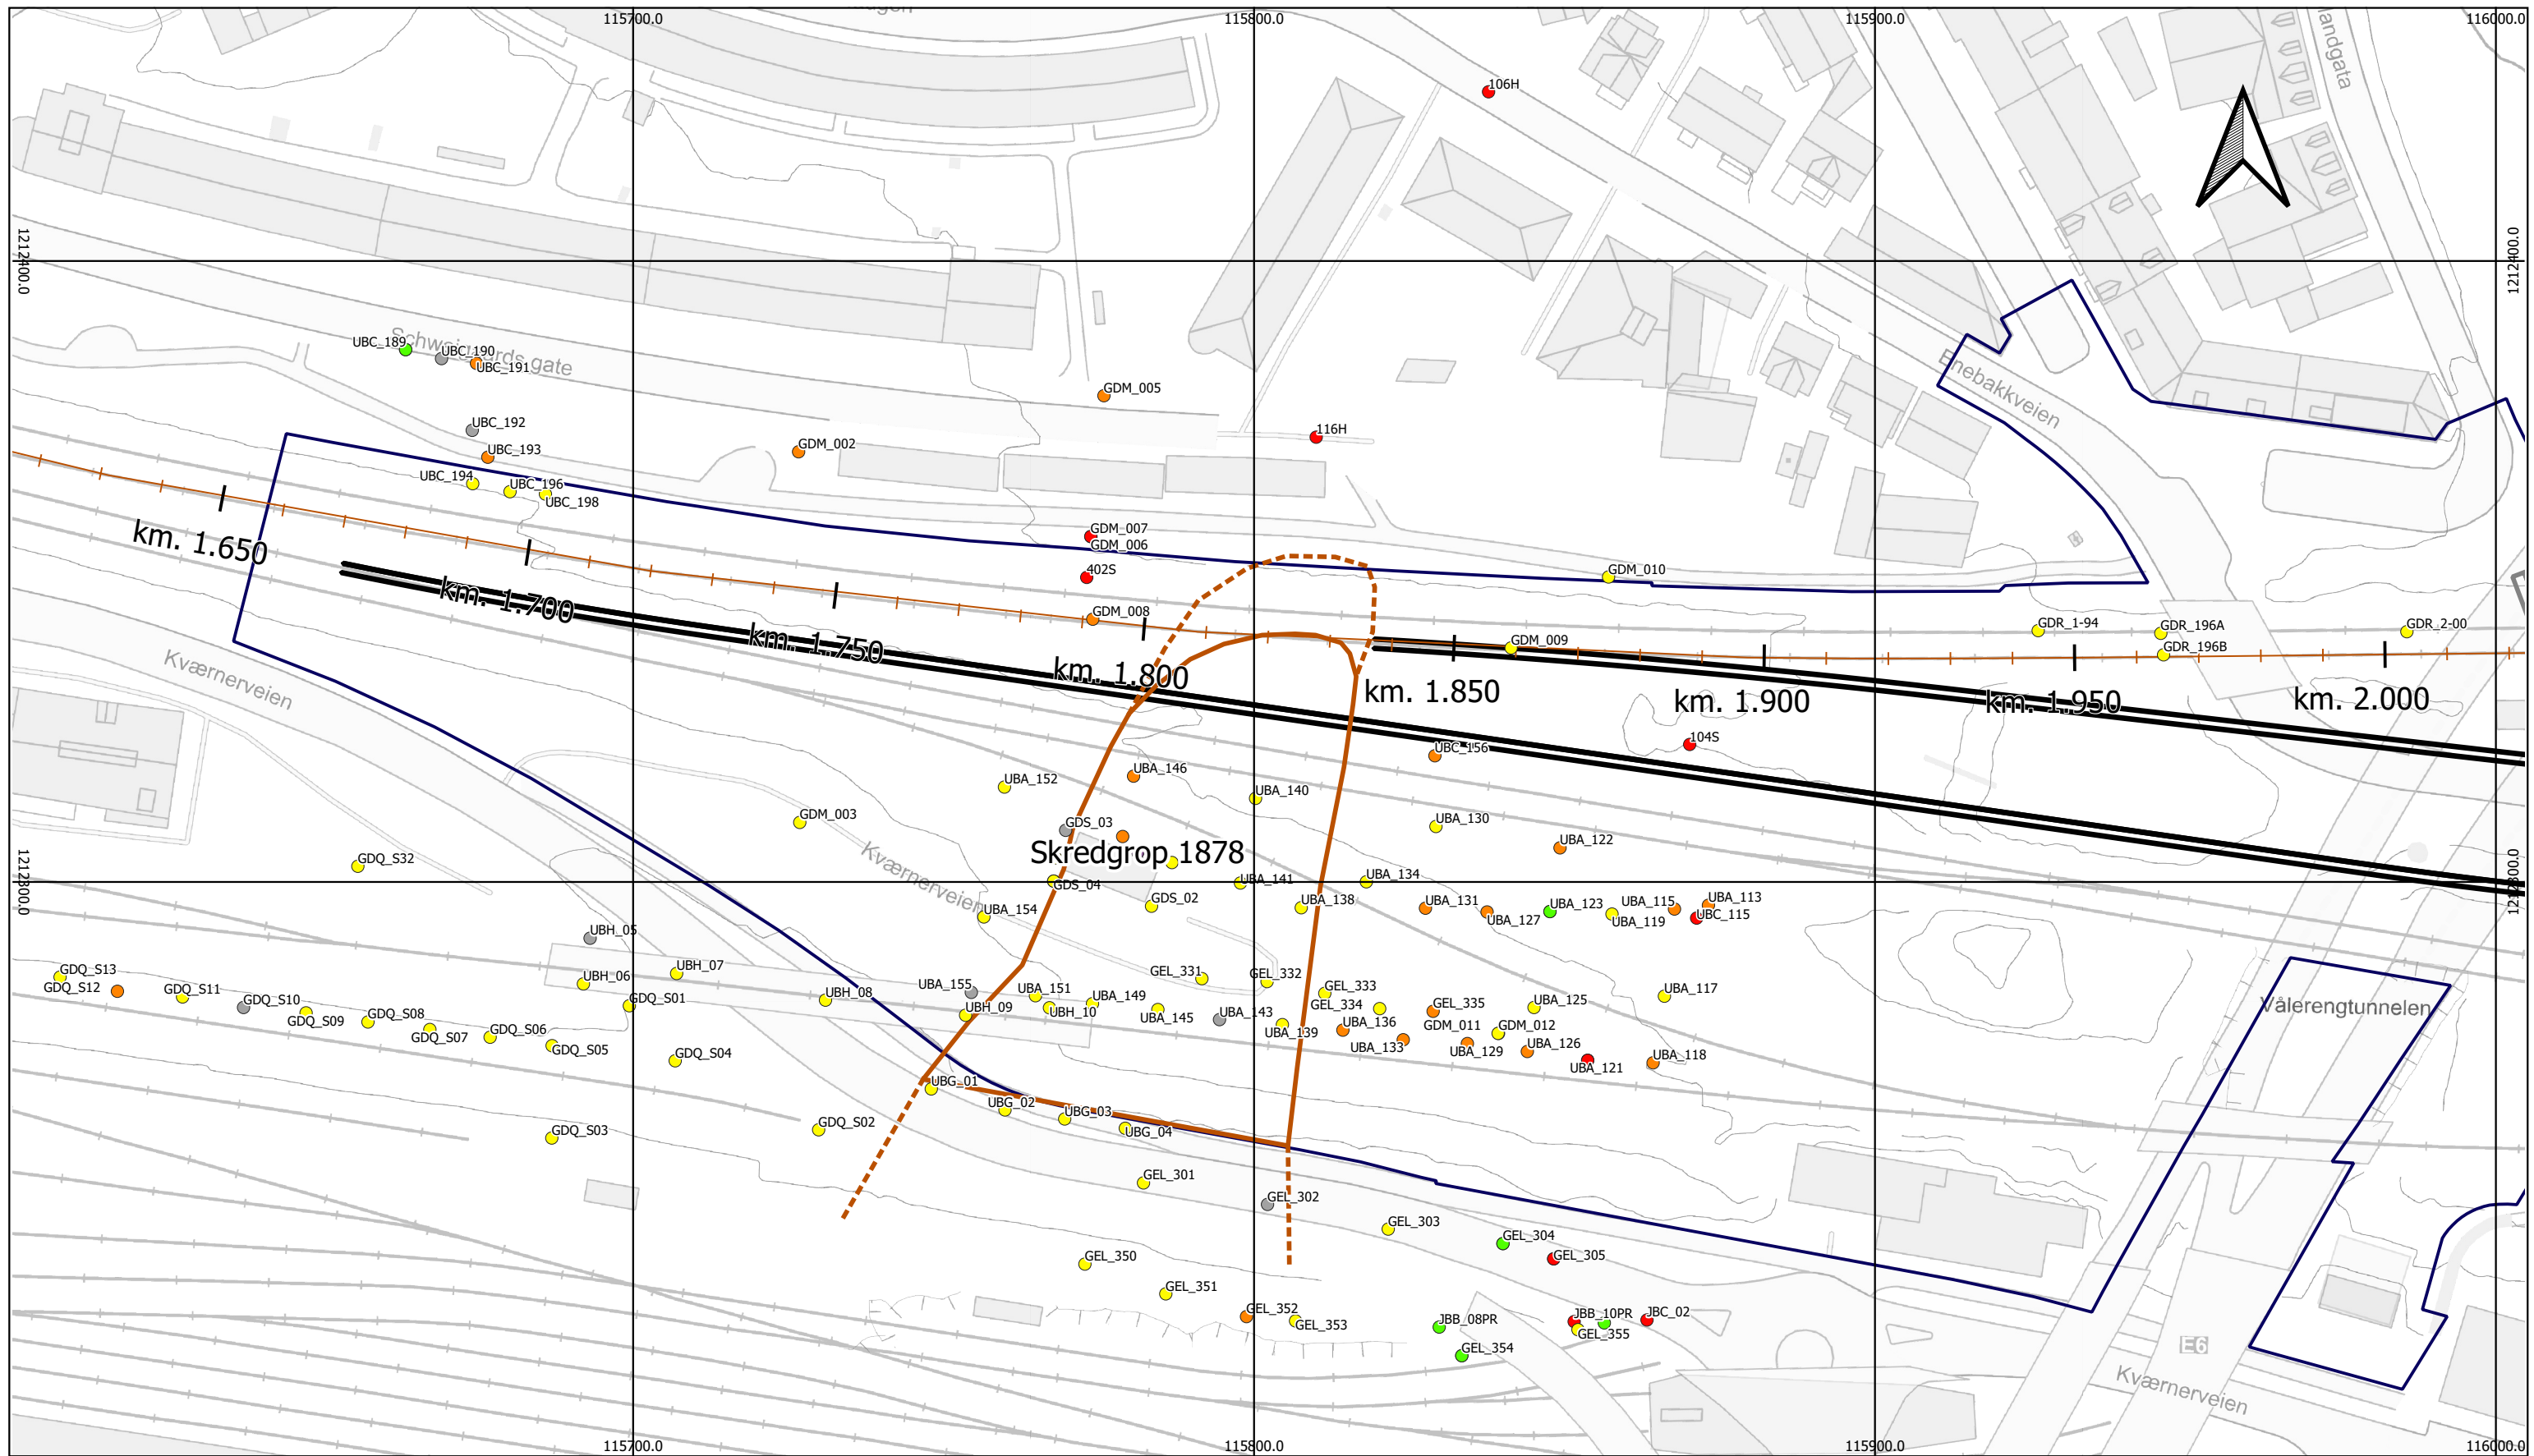 115700.0
115800.0
115900.0
116000.0
106H
1212400.0
1212400.0
UBC_189
UBC_190
UBC_191
Schweigaards gate
GDM_005
Enebakkveien
UBC_192
116H
UBC_193
GDM_002
UBC_194
UBC_196
UBC_198
GDM_007
GDM_006
km. 1.650
402S
GDM_010
km. 1.700
GDM_008
GDR_1-94
GDR_196A
GDR_2-00
km. 1.750
GDM_009
GDR_196B
Kværnerveien
km. 1.800
km. 1.850
km. 1.900
km. 1.950
km. 2.000
104S
UBC_156
UBA_146
UBA_152
UBA_140
GDM_003
GDS_03
UBA_130
UBA_122
Skredgrop 1878
GDQ_S32
Kværnerveien
1212300.0
1212300.0
GDS_04
UBA_141
UBA_134
GDS_02
UBA_138
UBA_131
UBA_127
UBA_123
UBA_119
UBA_115
UBA_113
UBC_115
UBA_154
UBH_05
GDQ_S13
GDQ_S12
GDQ_S11
GDQ_S10
GDQ_S09
GDQ_S08
GDQ_S07
GDQ_S06
GDQ_S05
UBH_06
UBH_07
GDQ_S01
UBH_08
UBA_155
UBH_09
UBA_151
UBH_10
UBA_149
UBA_145
GEL_331
UBA_143
GEL_332
UBA_139
GEL_333
GEL_334
UBA_136
UBA_133
GEL_335
GDM_011
UBA_129
GDM_012
UBA_125
UBA_126
UBA_121
UBA_117
UBA_118
Vålerengtunnelen
GDQ_S04
UBG_01
UBG_02
UBG_03
UBG_04
GDQ_S03
GDQ_S02
GEL_301
GEL_302
GEL_303
GEL_304
GEL_305
GEL_350
GEL_351
GEL_352
GEL_353
JBB_08PR
GEL_354
JBB_10PR
GEL_355
JBC_02
E6
Kværnerveien
115700.0
115800.0
115900.0
116000.0